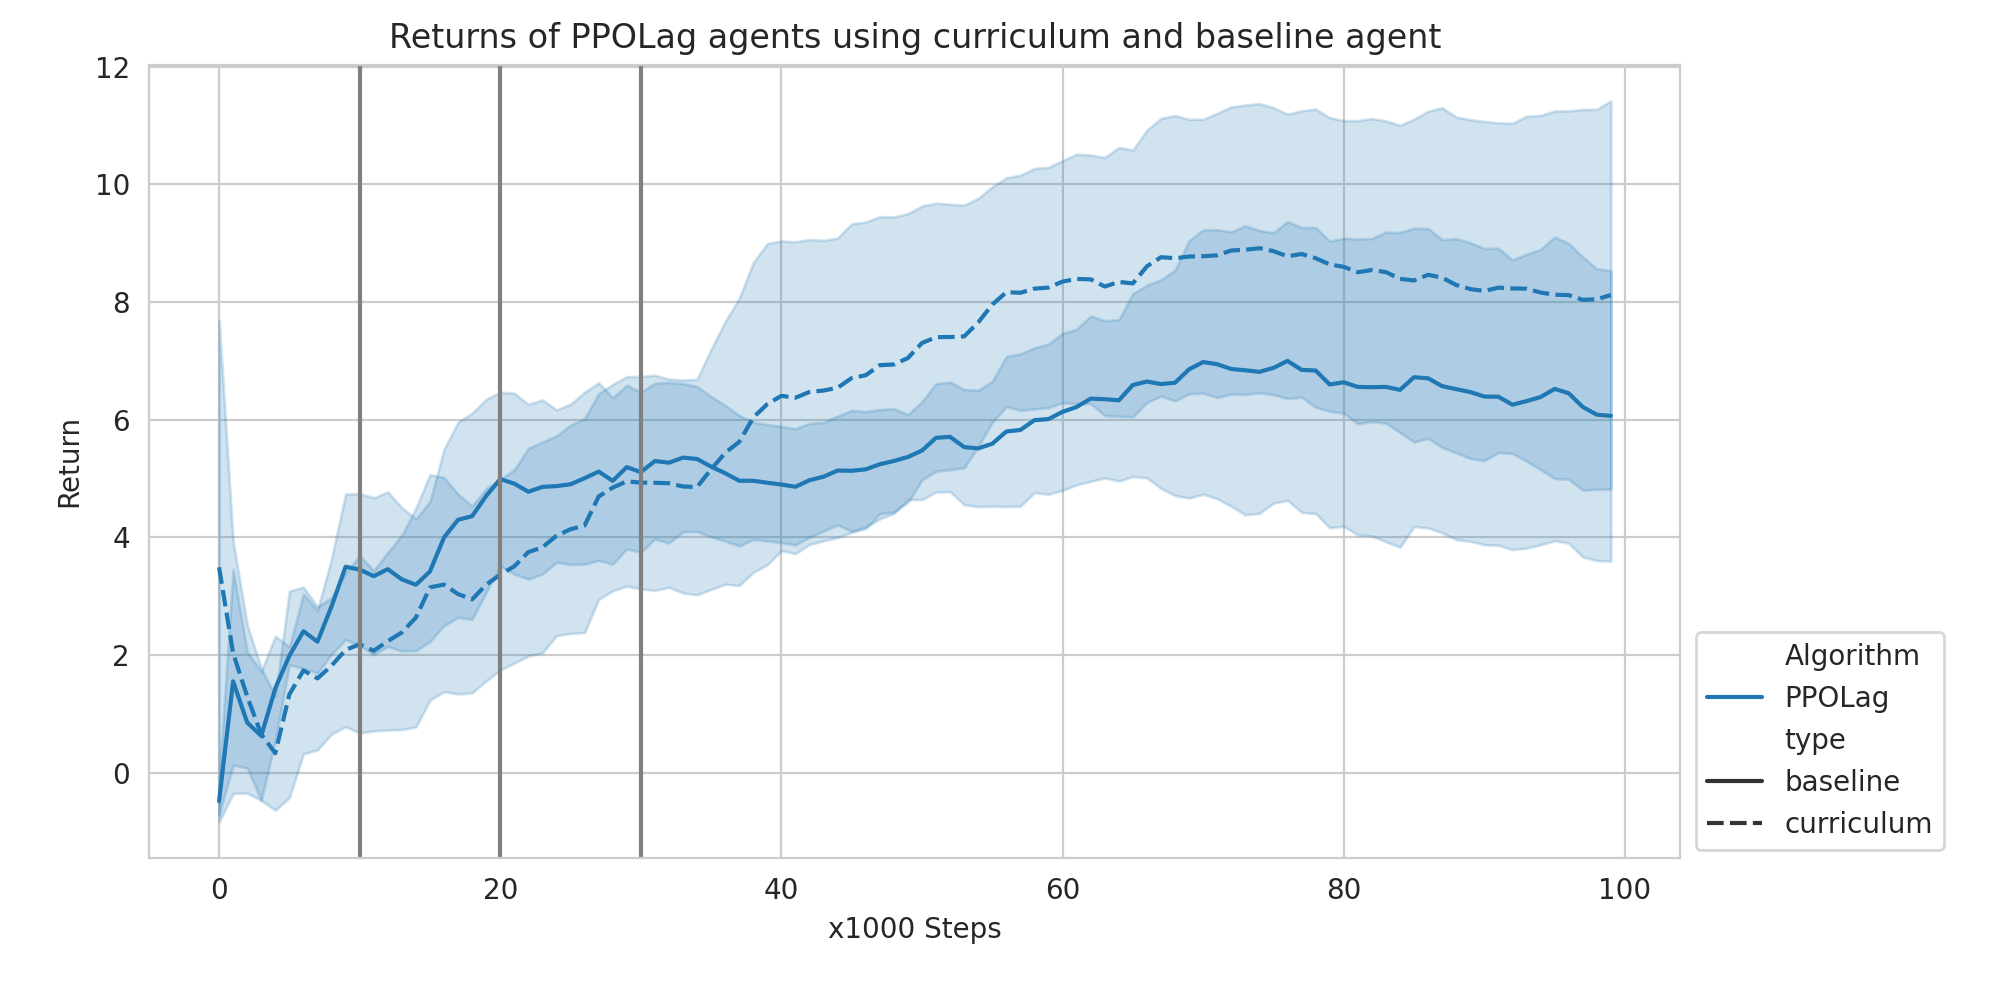 Returns of PPOLag agents using curriculum and baseline agent
12
10
8
6
4
2
0
Return
0 20 40 60 80 100
x1000 Steps
Algorithm
PPOLag
type
baseline
curriculum